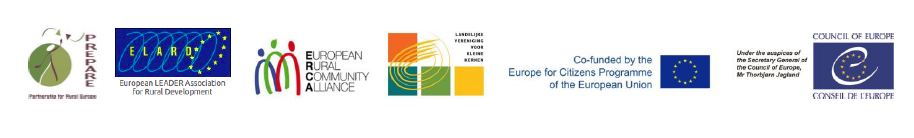 PREPARE
Partnership for Rural Europe
ELARD
European LEADER Association
for Rural Development
EUROPEAN
RURAL
COMMUNITY
ALLIANCE
LANDELIJKE
VERENIGING
VOOR
KLEINE
KERNEN
Co-funded by the
Europe for Citizens Programme
of the European Union
Under the auspices of
the Secretary General of
the Council of Europe,
Mr Thorbjørn Jagland
COUNCIL OF EUROPE
CONSEIL DE L'EUROPE